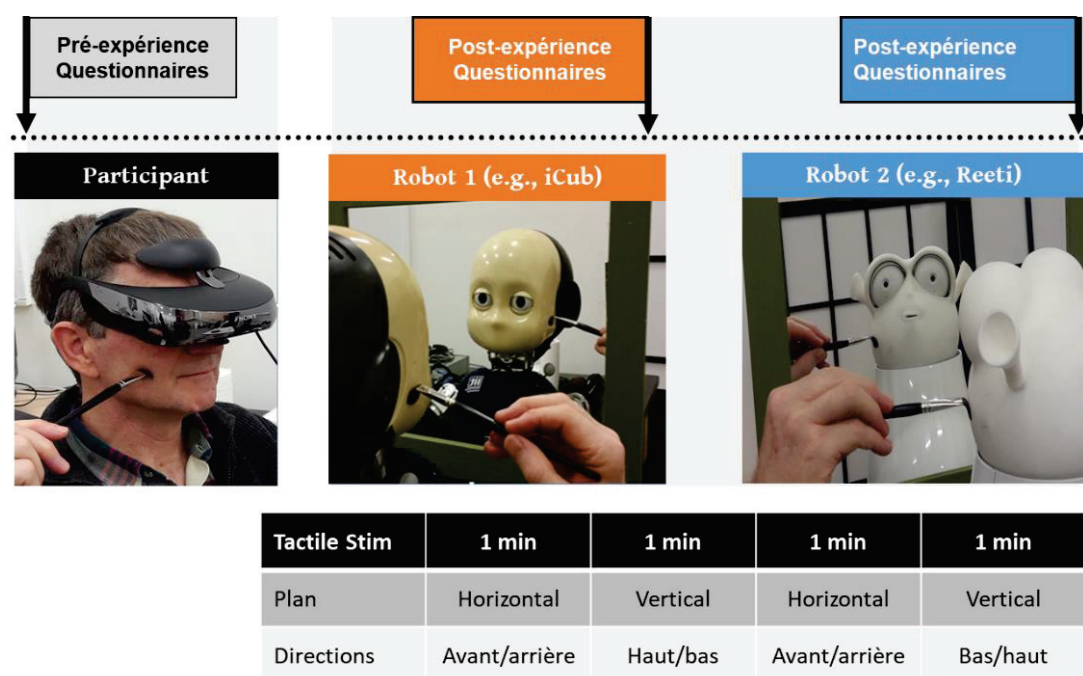 Pré-expérience
Questionnaires
Post-expérience
Questionnaires
Post-expérience
Questionnaires
Participant
Robot 1 (e.g., iCub)
Robot 2 (e.g., Reeti)
SONY
Tactile Stim 1 min 1 min 1 min 1 min
Plan Horizontal Vertical Horizontal Vertical
Directions Avant/arrière Haut/bas Avant/arrière Bas/haut